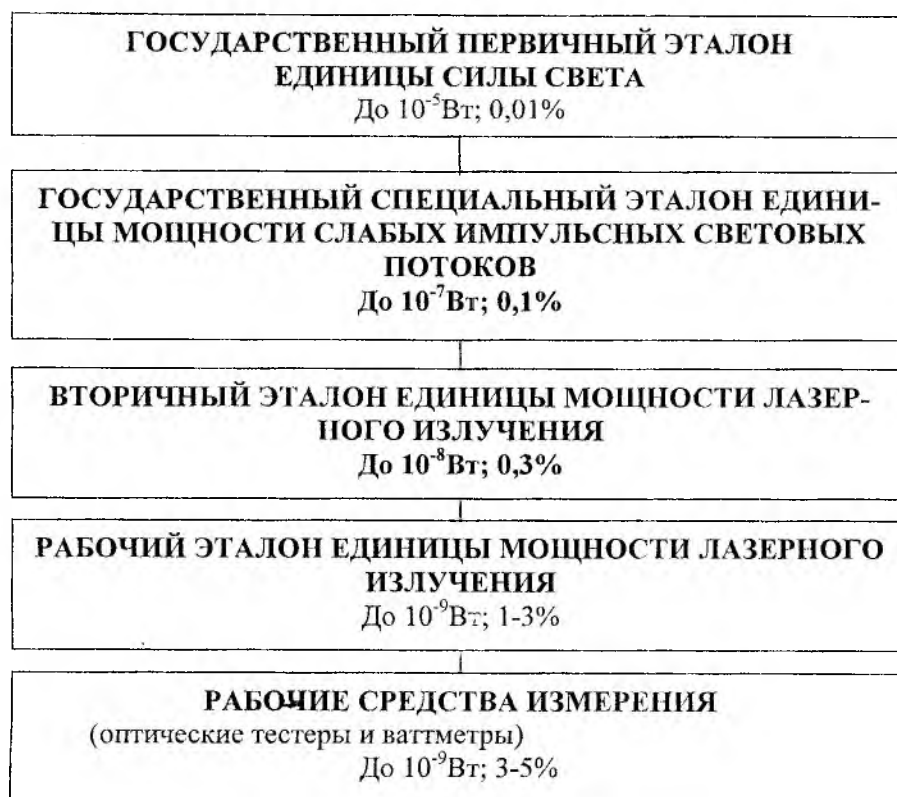 ГОСУДАРСТВЕННЫЙ ПЕРВИЧНЫЙ ЭТАЛОН
ЕДИНИЦЫ СИЛЫ СВЕТА
До 10⁻⁵Вт; 0,01%
ГОСУДАРСТВЕННЫЙ СПЕЦИАЛЬНЫЙ ЭТАЛОН ЕДИНИ-
ЦЫ МОЩНОСТИ СЛАБЫХ ИМПУЛЬСНЫХ СВЕТОВЫХ
ПОТОКОВ
До 10⁻⁷Вт; 0,1%
ВТОРИЧНЫЙ ЭТАЛОН ЕДИНИЦЫ МОЩНОСТИ ЛАЗЕР-
НОГО ИЗЛУЧЕНИЯ
До 10⁻⁸Вт; 0,3%
РАБОЧИЙ ЭТАЛОН ЕДИНИЦЫ МОЩНОСТИ ЛАЗЕРНОГО
ИЗЛУЧЕНИЯ
До 10⁻⁹Вт; 1-3%
РАБОЧИЕ СРЕДСТВА ИЗМЕРЕНИЯ
(оптические тестеры и ваттметры)
До 10⁻⁹Вт; 3-5%